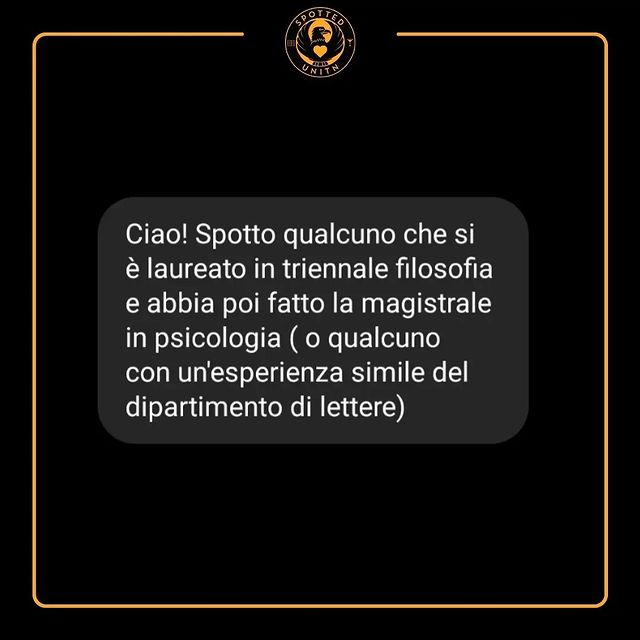 SPOTTED
UNITN
Ciao! Spotto qualcuno che si
è laureato in triennale filosofia
e abbia poi fatto la magistrale
in psicologia ( o qualcuno
con un'esperienza simile del
dipartimento di lettere)